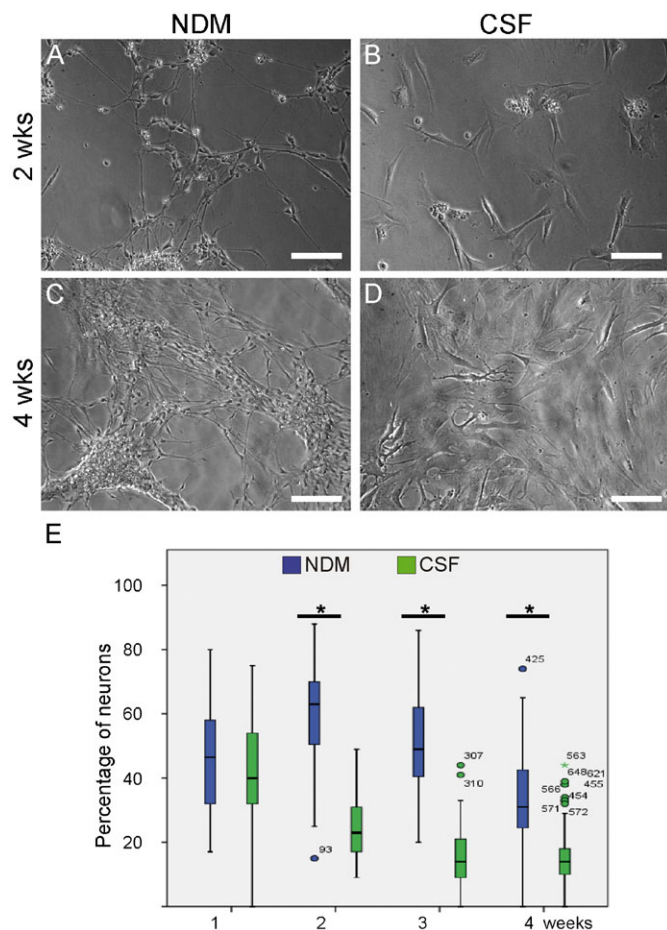 NDM CSF
A B
2 wks
C D
4 wks
E
NDM CSF
Percentage of neurons
100
80
60
40
20
* * *
93
307
310
425
563
648 621
566 455
454
571 572
1 2 3 4 weeks